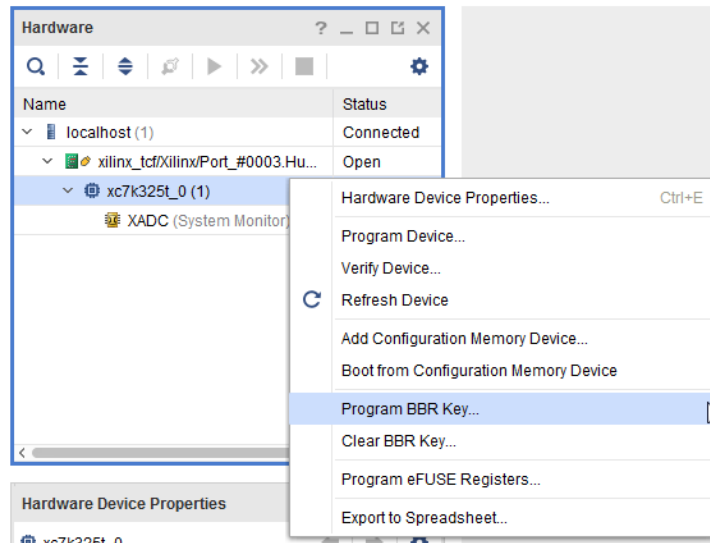 Hardware
?
Name Status
localhost (1) Connected
xilinx_tcf/Xilinx/Port_#0003.Hu... Open
xc7k325t_0 (1)
XADC (System Monitor)
Hardware Device Properties... Ctrl+E
Program Device...
Verify Device...
Refresh Device
Add Configuration Memory Device...
Boot from Configuration Memory Device
Program BBR Key...
Clear BBR Key...
Program eFUSE Registers...
Export to Spreadsheet...
Hardware Device Properties
xc7k325t_0